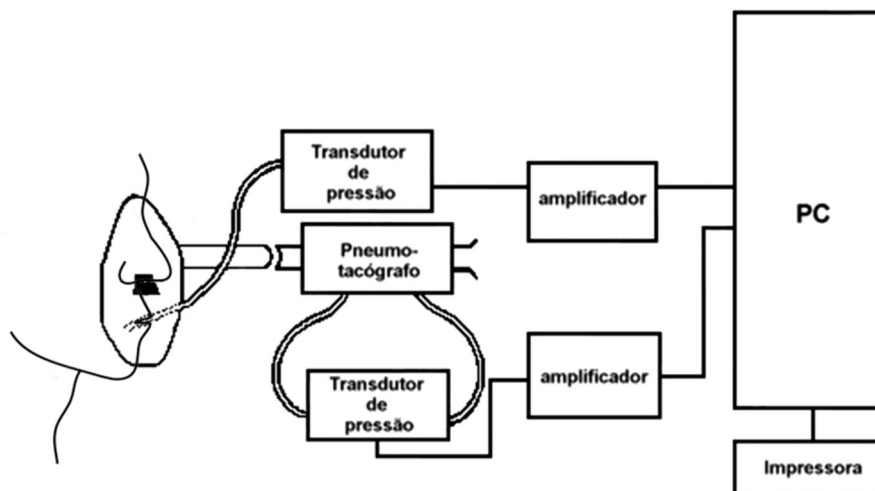 Transdutor
de
pressão
amplificador
PC
Pneumo-
tacógrafo
Transdutor
de
pressão
amplificador
Impressora